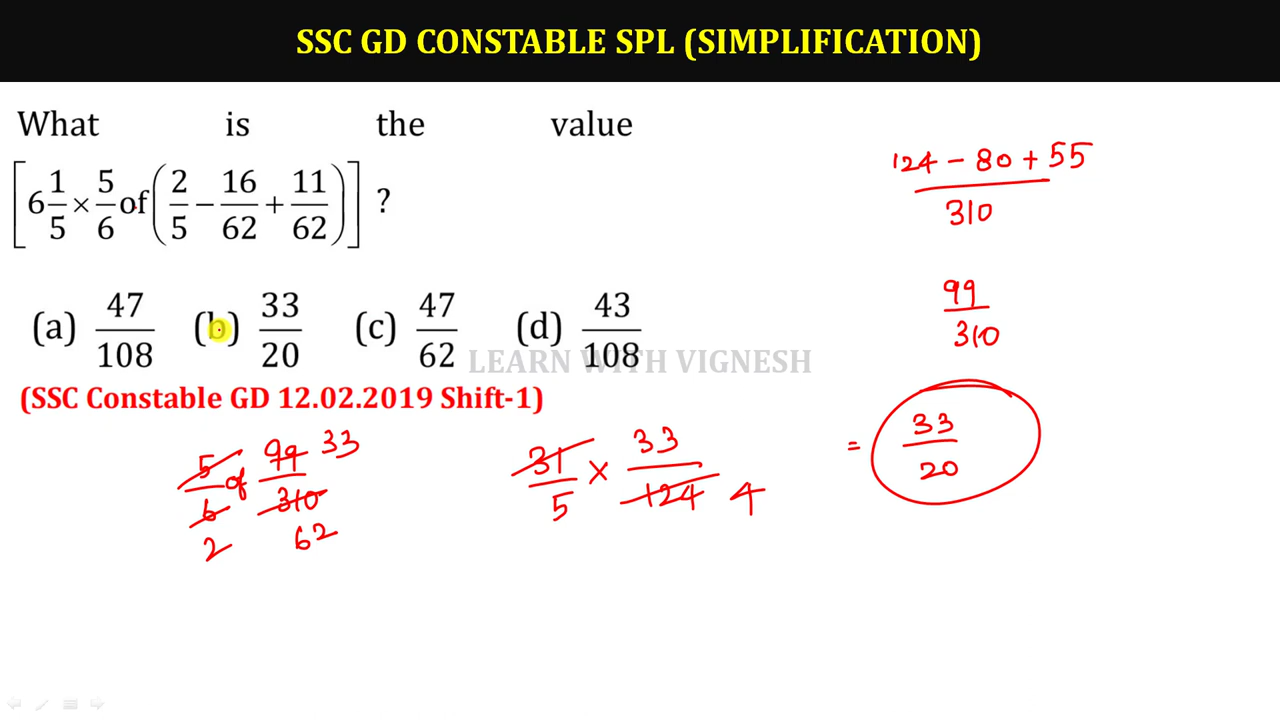 SSC GD CONSTABLE SPL (SIMPLIFICATION)
What is the value
[6 1/5 × 5/6 of (2/5 − 16/62 + 11/62)] ?
(a) 47/108 (b) 33/20 (c) 47/62 (d) 43/108
LEARN WITH VIGNESH
(SSC Constable GD 12.02.2019 Shift-1)
124 - 80 + 55
310
99
310
5/6 of 99/310 33
2 62
31/5 × 33/124 4
= 33/20